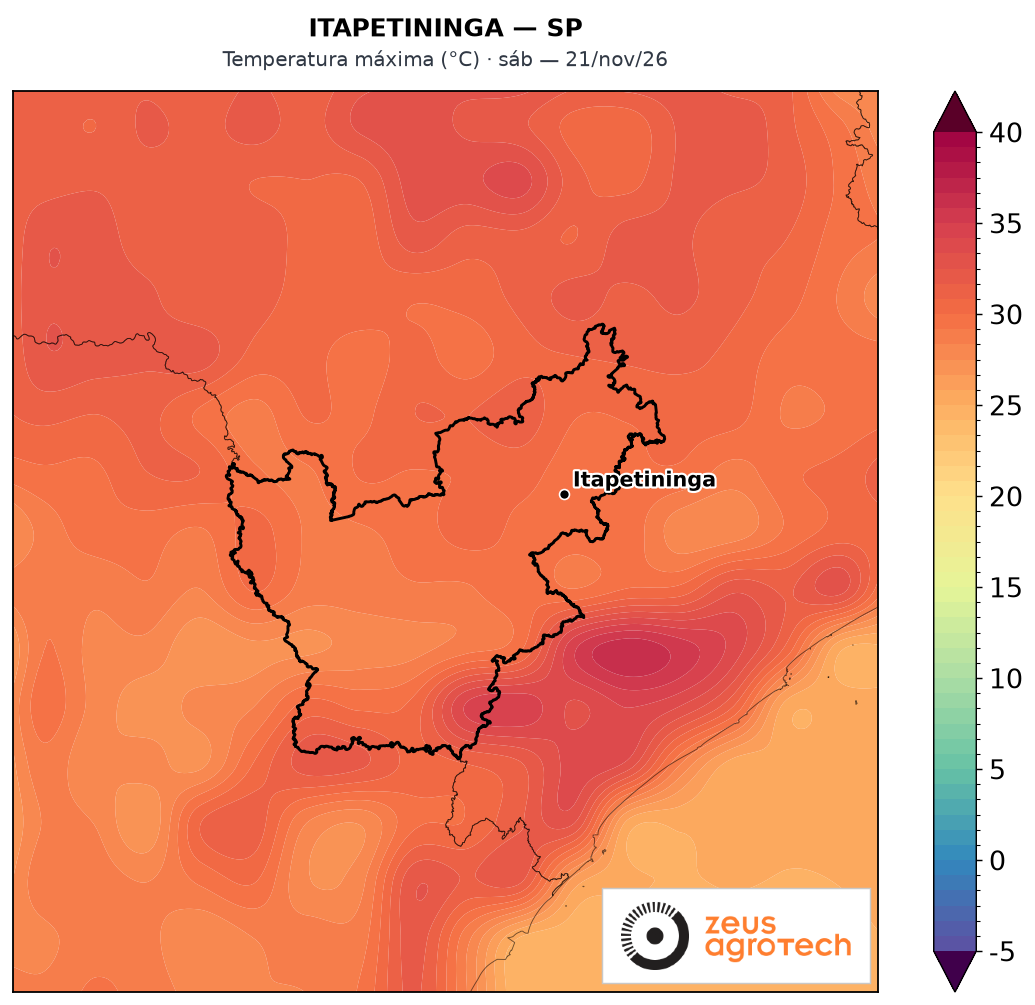 ITAPETININGA — SP
Temperatura máxima (°C) · sáb — 21/nov/26
40
35
30
25
20
15
10
5
0
-5
Itapetininga
zeus
agrotech